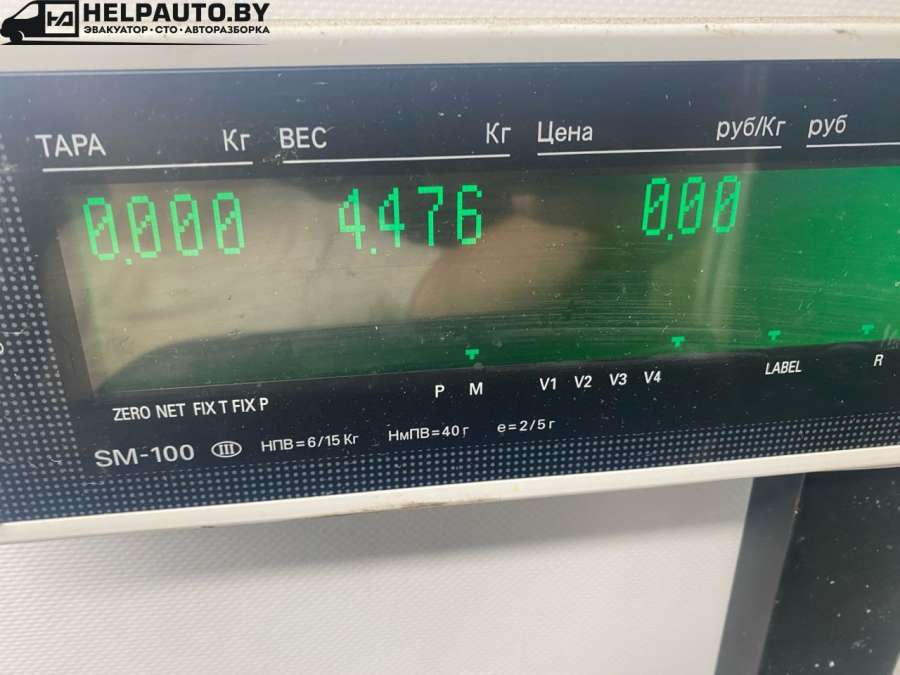 HELPAUTO.BY
ЭВАКУАТОР·СТО·АВТОРАЗБОРКА
ТАРА Кг ВЕС Кг Цена руб/Кг руб
0.000 4.476 0.00
P M V1 V2 V3 V4 LABEL R
ZERO NET FIX T FIX P
SM-100 III НПВ=6/15 Кг НмПВ=40 г e=2/5 г